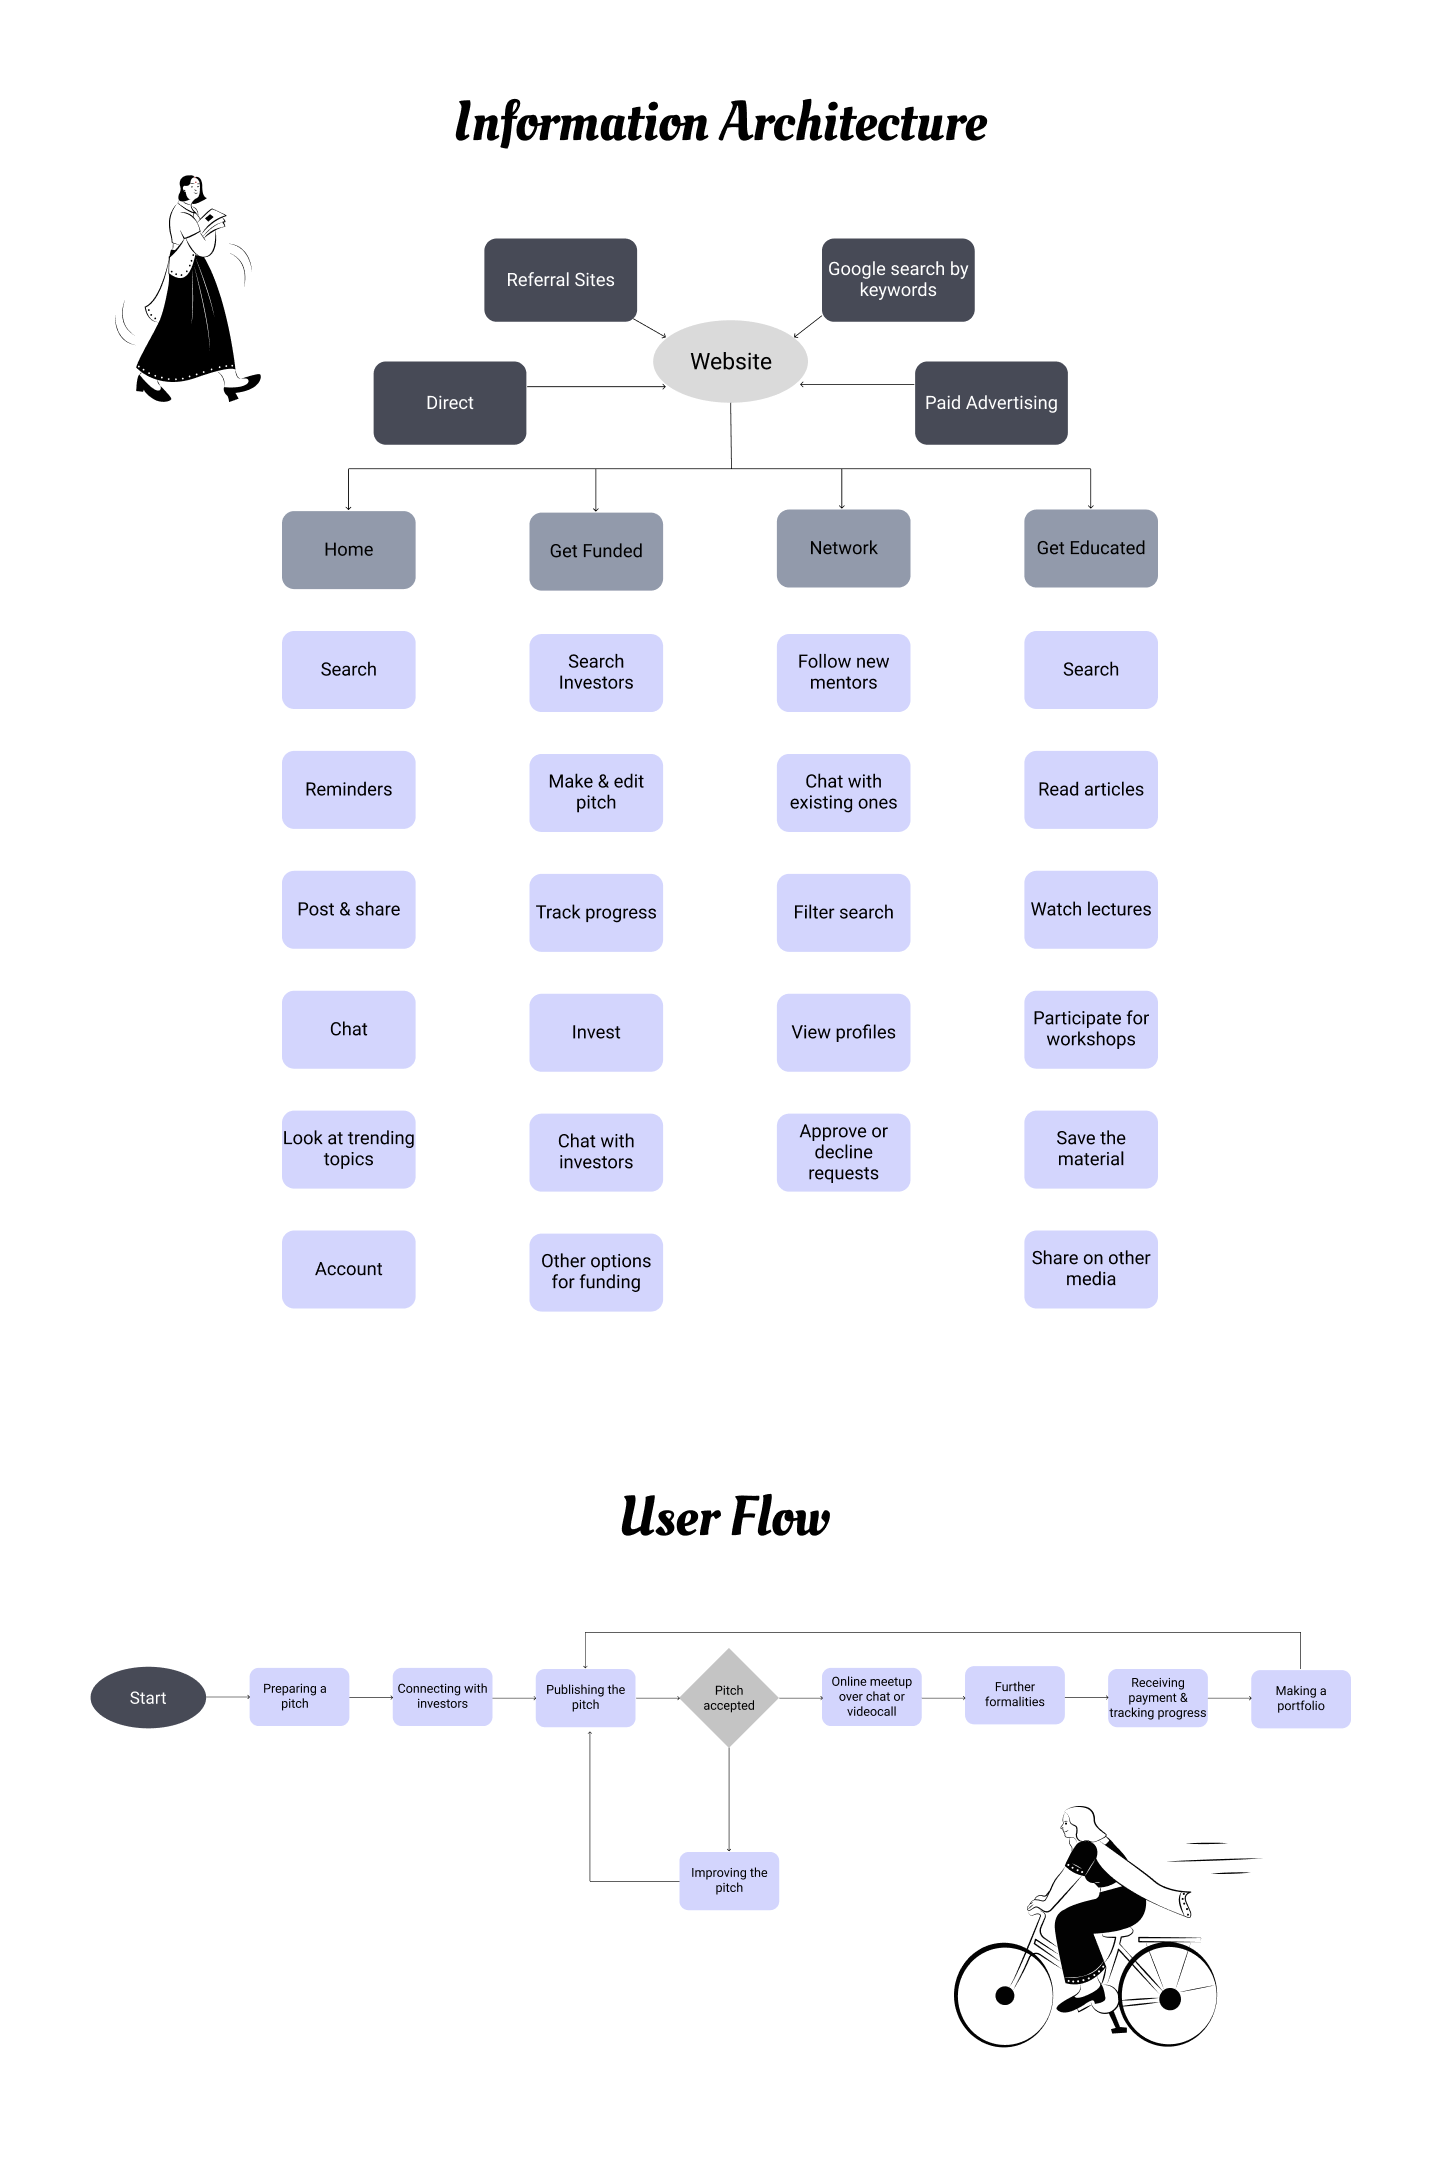 Information Architecture
Referral Sites
Google search by
keywords
Website
Direct
Paid Advertising
Home
Get Funded
Network
Get Educated
Search
Search
Investors
Follow new
mentors
Search
Reminders
Make & edit
pitch
Chat with
existing ones
Read articles
Post & share
Track progress
Filter search
Watch lectures
Chat
Invest
View profiles
Participate for
workshops
Look at trending
topics
Chat with
investors
Approve or
decline
requests
Save the
material
Account
Other options
for funding
Share on other
media
User Flow
Start
Preparing a
pitch
Connecting with
investors
Publishing the
pitch
Pitch
accepted
Online meetup
over chat or
videocall
Further
formalities
Receiving
payment &
tracking progress
Making a
portfolio
Improving the
pitch